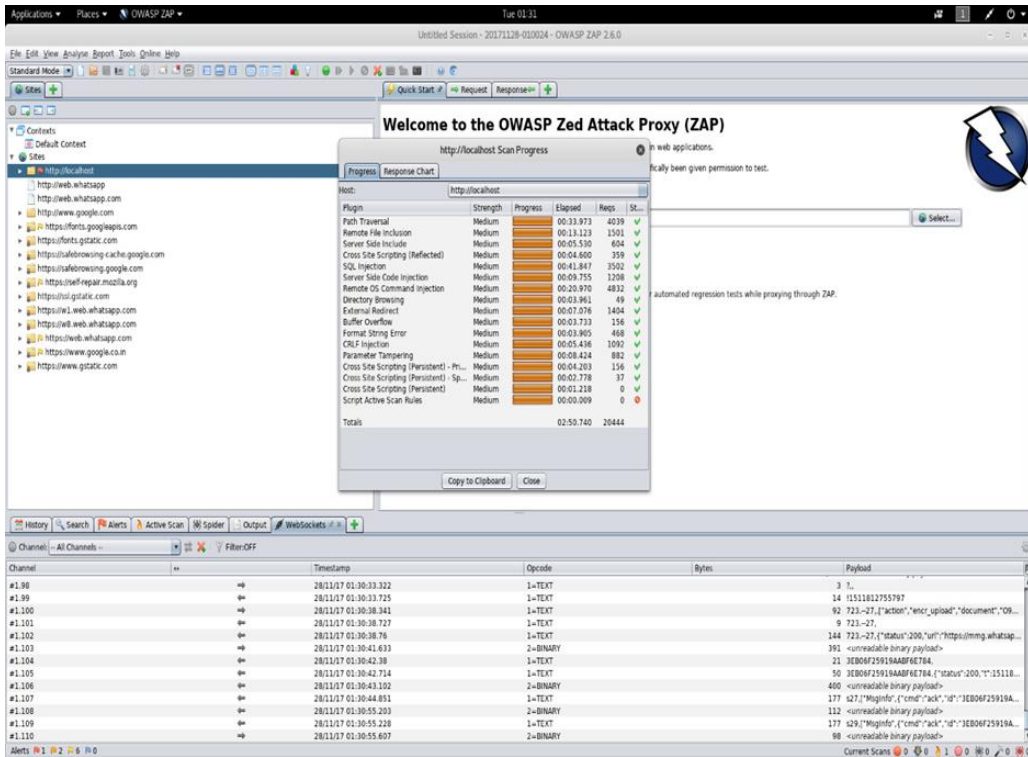 Applications Places OWASP ZAP Tue 01:31 1
Untitled Session - 20171128-010024 - OWASP ZAP 2.6.0
File Edit View Analyse Report Tools Online Help
Standard Mode
Sites Quick Start Request Response
Contexts
Default Context
Sites
http://localhost
http://web.whatsapp
http://web.whatsapp.com
http://www.google.com
https://fonts.googleapis.com
https://fonts.gstatic.com
https://safebrowsing-cache.google.com
https://safebrowsing.google.com
https://self-repair.mozilla.org
https://ssl.gstatic.com
https://w1.web.whatsapp.com
https://w8.web.whatsapp.com
https://web.whatsapp.com
https://www.google.co.in
https://www.gstatic.com
Welcome to the OWASP Zed Attack Proxy (ZAP)
n web applications.
fically been given permission to test.
Select...
r automated regression tests while proxying through ZAP.
http://localhost Scan Progress
Progress Response Chart
Host: http://localhost
Plugin Strength Progress Elapsed Reqs St...
Path Traversal Medium 00:33.973 4039
Remote File Inclusion Medium 00:13.123 1501
Server Side Include Medium 00:05.530 604
Cross Site Scripting (Reflected) Medium 00:04.600 359
SQL Injection Medium 00:41.847 3502
Server Side Code Injection Medium 00:09.755 1208
Remote OS Command Injection Medium 00:20.970 4832
Directory Browsing Medium 00:03.961 49
External Redirect Medium 00:07.076 1404
Buffer Overflow Medium 00:03.733 156
Format String Error Medium 00:03.905 468
CRLF Injection Medium 00:05.436 1092
Parameter Tampering Medium 00:08.424 882
Cross Site Scripting (Persistent) - Pri... Medium 00:04.203 156
Cross Site Scripting (Persistent) - Sp... Medium 00:02.778 37
Cross Site Scripting (Persistent) Medium 00:01.218 0
Script Active Scan Rules Medium 00:00.009 0
Totals 02:50.740 20444
Copy to Clipboard Close
History Search Alerts Active Scan Spider Output WebSockets
Channel: -- All Channels -- Filter:OFF
Channel Timestamp Opcode Bytes Payload
#1.98 28/11/17 01:30:33.322 1=TEXT 3 ?,,
#1.99 28/11/17 01:30:33.725 1=TEXT 14 !1511812755797
#1.100 28/11/17 01:30:38.341 1=TEXT 92 723.--27,["action","encr_upload","document","O9...
#1.101 28/11/17 01:30:38.727 1=TEXT 9 723.--27,
#1.102 28/11/17 01:30:38.76 1=TEXT 144 723.--27,{"status":200,"url":"https://mmg.whatsap...
#1.103 28/11/17 01:30:41.633 2=BINARY 391 <unreadable binary payload>
#1.104 28/11/17 01:30:42.38 1=TEXT 21 3EB06F25919AABF6E784,
#1.105 28/11/17 01:30:42.714 1=TEXT 50 3EB06F25919AABF6E784,{"status":200,"t":15118...
#1.106 28/11/17 01:30:43.102 2=BINARY 400 <unreadable binary payload>
#1.107 28/11/17 01:30:44.851 1=TEXT 177 s27,["MsgInfo",{"cmd":"ack","id":"3EB06F25919A...
#1.108 28/11/17 01:30:55.203 2=BINARY 112 <unreadable binary payload>
#1.109 28/11/17 01:30:55.228 1=TEXT 177 s29,["MsgInfo",{"cmd":"ack","id":"3EB06F25919A...
#1.110 28/11/17 01:30:55.607 2=BINARY 98 <unreadable binary payload>
Alerts 1 2 6 0 Current Scans 0 0 1 0 0 0